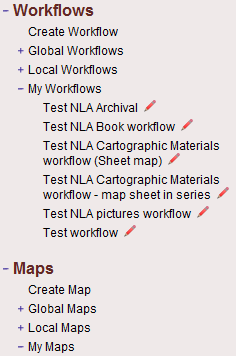 − Workflows
Create Workflow
+ Global Workflows
+ Local Workflows
− My Workflows
Test NLA Archival
Test NLA Book workflow
Test NLA Cartographic Materials
workflow (Sheet map)
Test NLA Cartographic Materials
workflow - map sheet in series
Test NLA pictures workflow
Test workflow
− Maps
Create Map
+ Global Maps
+ Local Maps
− My Maps